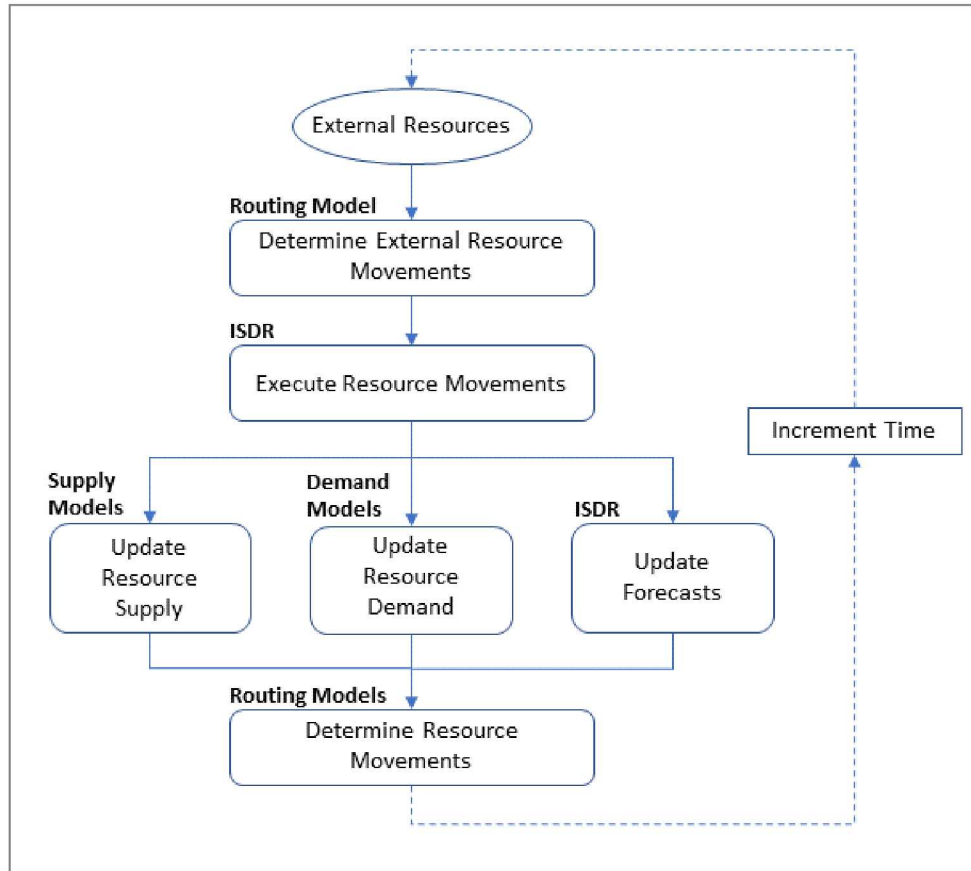 External Resources
Routing Model
Determine External Resource
Movements
ISDR
Execute Resource Movements
Increment Time
Supply
Models
Update
Resource
Supply
Demand
Models
Update
Resource
Demand
ISDR
Update
Forecasts
Routing Models
Determine Resource
Movements